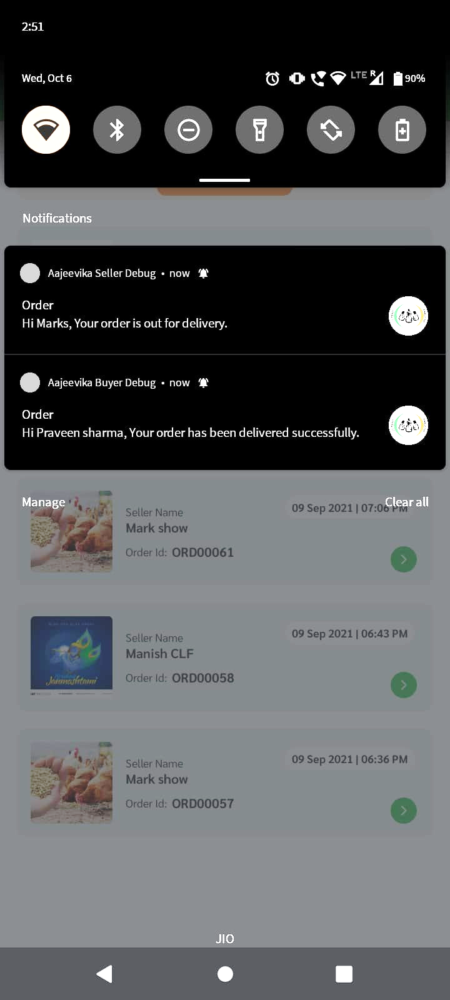 2:51
Wed, Oct 6
LTE R 90%
Notifications
Aajeevika Seller Debug • now
Order
Hi Marks, Your order is out for delivery.
Aajeevika Buyer Debug • now
Order
Hi Praveen sharma, Your order has been delivered successfully.
Manage
Clear all
Seller Name
09 Sep 2021 | 07:06 PM
Mark show
Order Id: ORD00061
Seller Name
09 Sep 2021 | 06:43 PM
Manish CLF
Order Id: ORD00058
Janmashtami
Seller Name
09 Sep 2021 | 06:36 PM
Mark show
Order Id: ORD00057
JIO